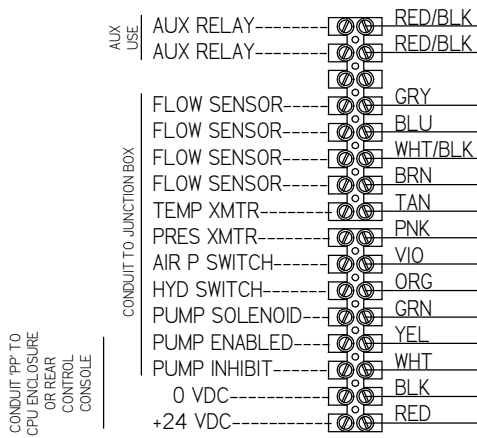 AUX USE
AUX RELAY RED/BLK
AUX RELAY RED/BLK
CONDUIT TO JUNCTION BOX
FLOW SENSOR GRY
FLOW SENSOR BLU
FLOW SENSOR WHT/BLK
FLOW SENSOR BRN
TEMP XMTR TAN
PRES XMTR PNK
AIR P SWITCH VIO
HYD SWITCH ORG
PUMP SOLENOID GRN
PUMP ENABLED YEL
PUMP INHIBIT WHT
0 VDC BLK
+24 VDC RED
CONDUIT 'PP' TO
CPU ENCLOSURE
OR REAR
CONTROL
CONSOLE